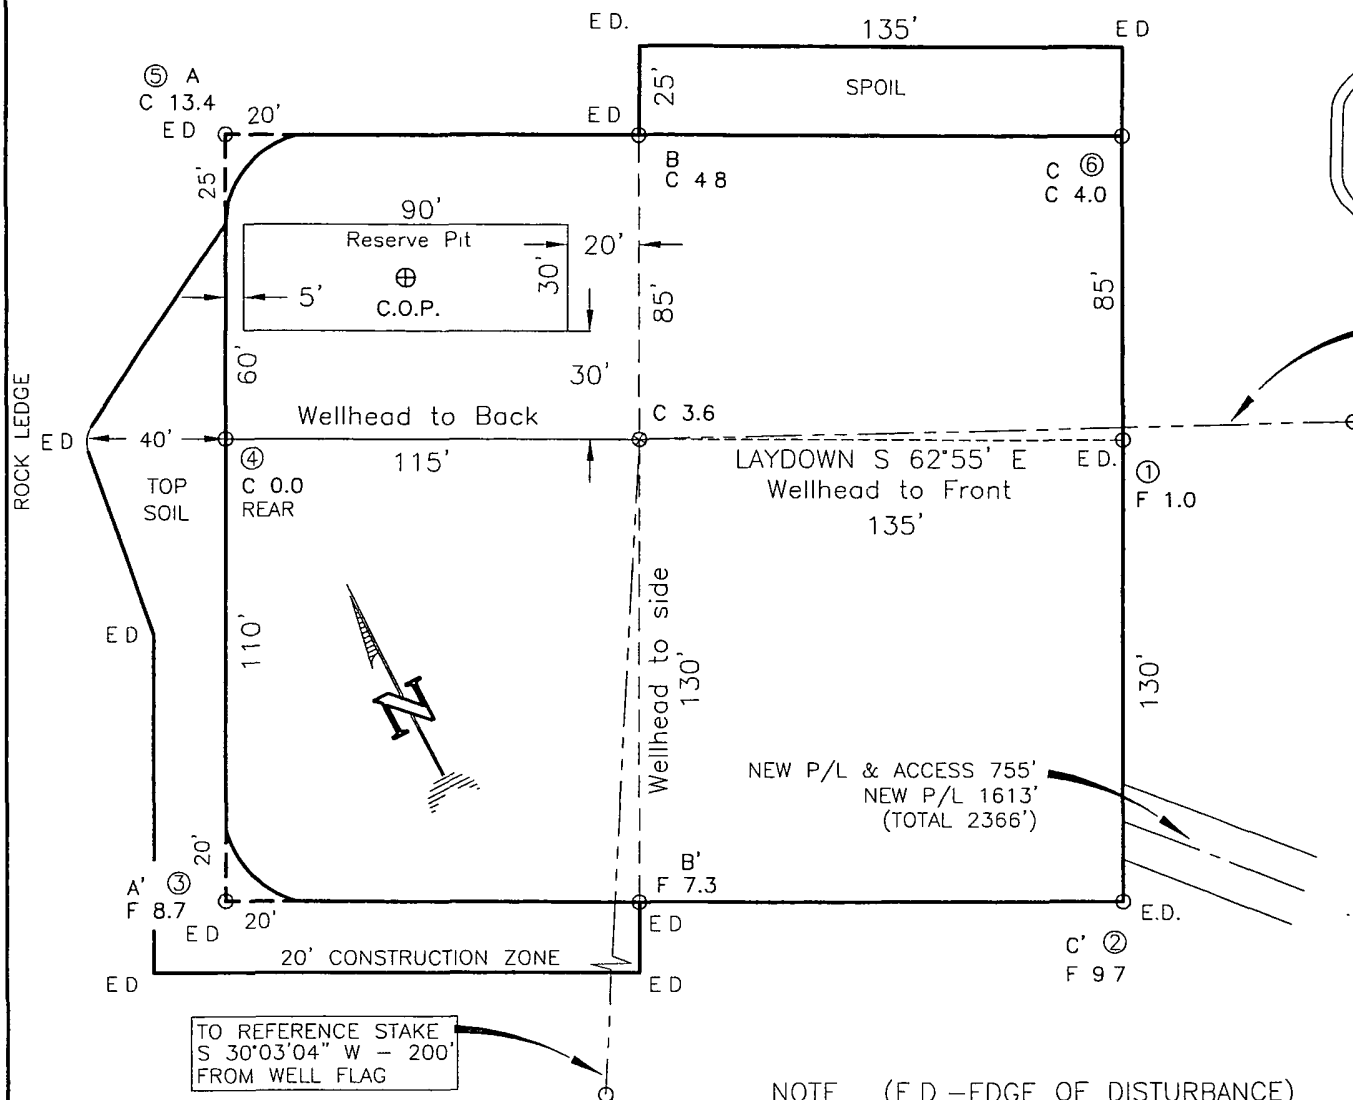 E D.
135'
E D
⑤ A
C 13.4
E D
20'
E D
25'
SPOIL
B
C 4 8
C ⑥
C 4.0
25'
90'
Reserve Pit
C.O.P.
30'
20'
5'
85'
85'
60'
30'
ROCK LEDGE
E D
40'
Wellhead to Back
115'
C 3.6
LAYDOWN S 62°55' E
Wellhead to Front
135'
E D.
①
F 1.0
④
C 0.0
REAR
TOP
SOIL
E D
110'
N
Wellhead to side
130'
130'
NEW P/L & ACCESS 755'
NEW P/L 1613'
(TOTAL 2366')
20'
A' ③
F 8.7
20'
E D
B'
F 7.3
E D
E.D.
C' ②
F 9 7
20' CONSTRUCTION ZONE
E D
E D
TO REFERENCE STAKE
S 30°03'04" W – 200'
FROM WELL FLAG
NOTE (E D –EDGE OF DISTURBANCE)